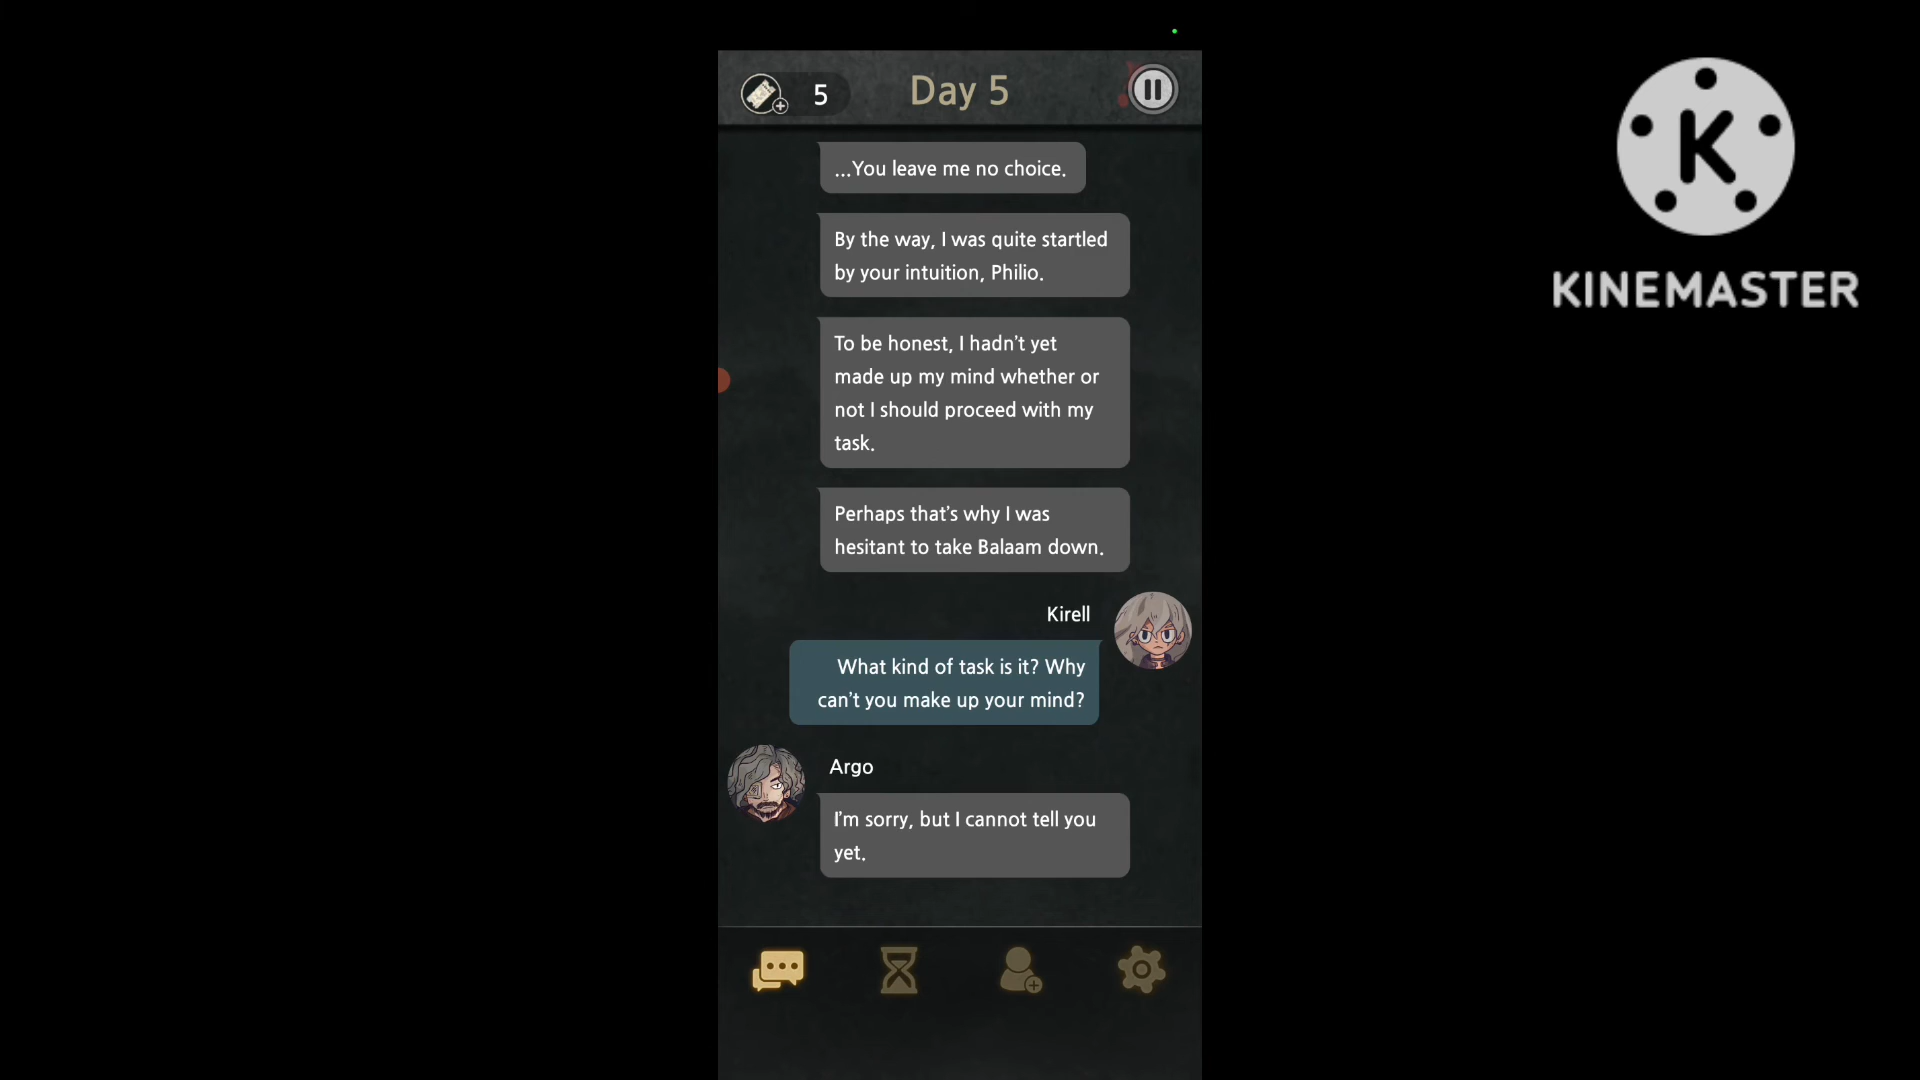 5
Day 5
...You leave me no choice.
By the way, I was quite startled
by your intuition, Philio.
To be honest, I hadn't yet
made up my mind whether or
not I should proceed with my
task.
Perhaps that's why I was
hesitant to take Balaam down.
Kirell
What kind of task is it? Why
can't you make up your mind?
Argo
I'm sorry, but I cannot tell you
yet.
K
KINEMASTER